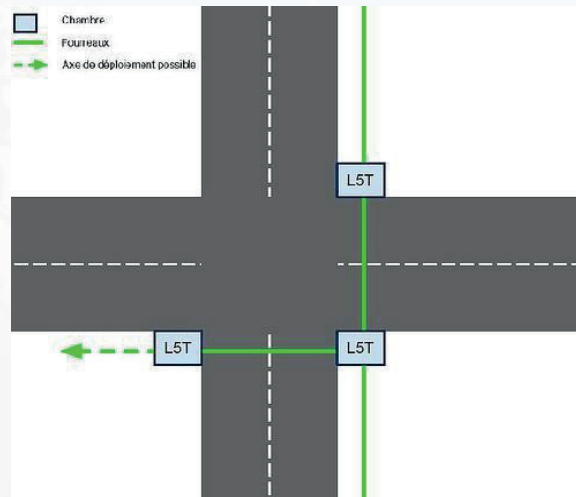 Chambre
Fourreaux
Axe de déploiement possible
L5T
L5T
L5T